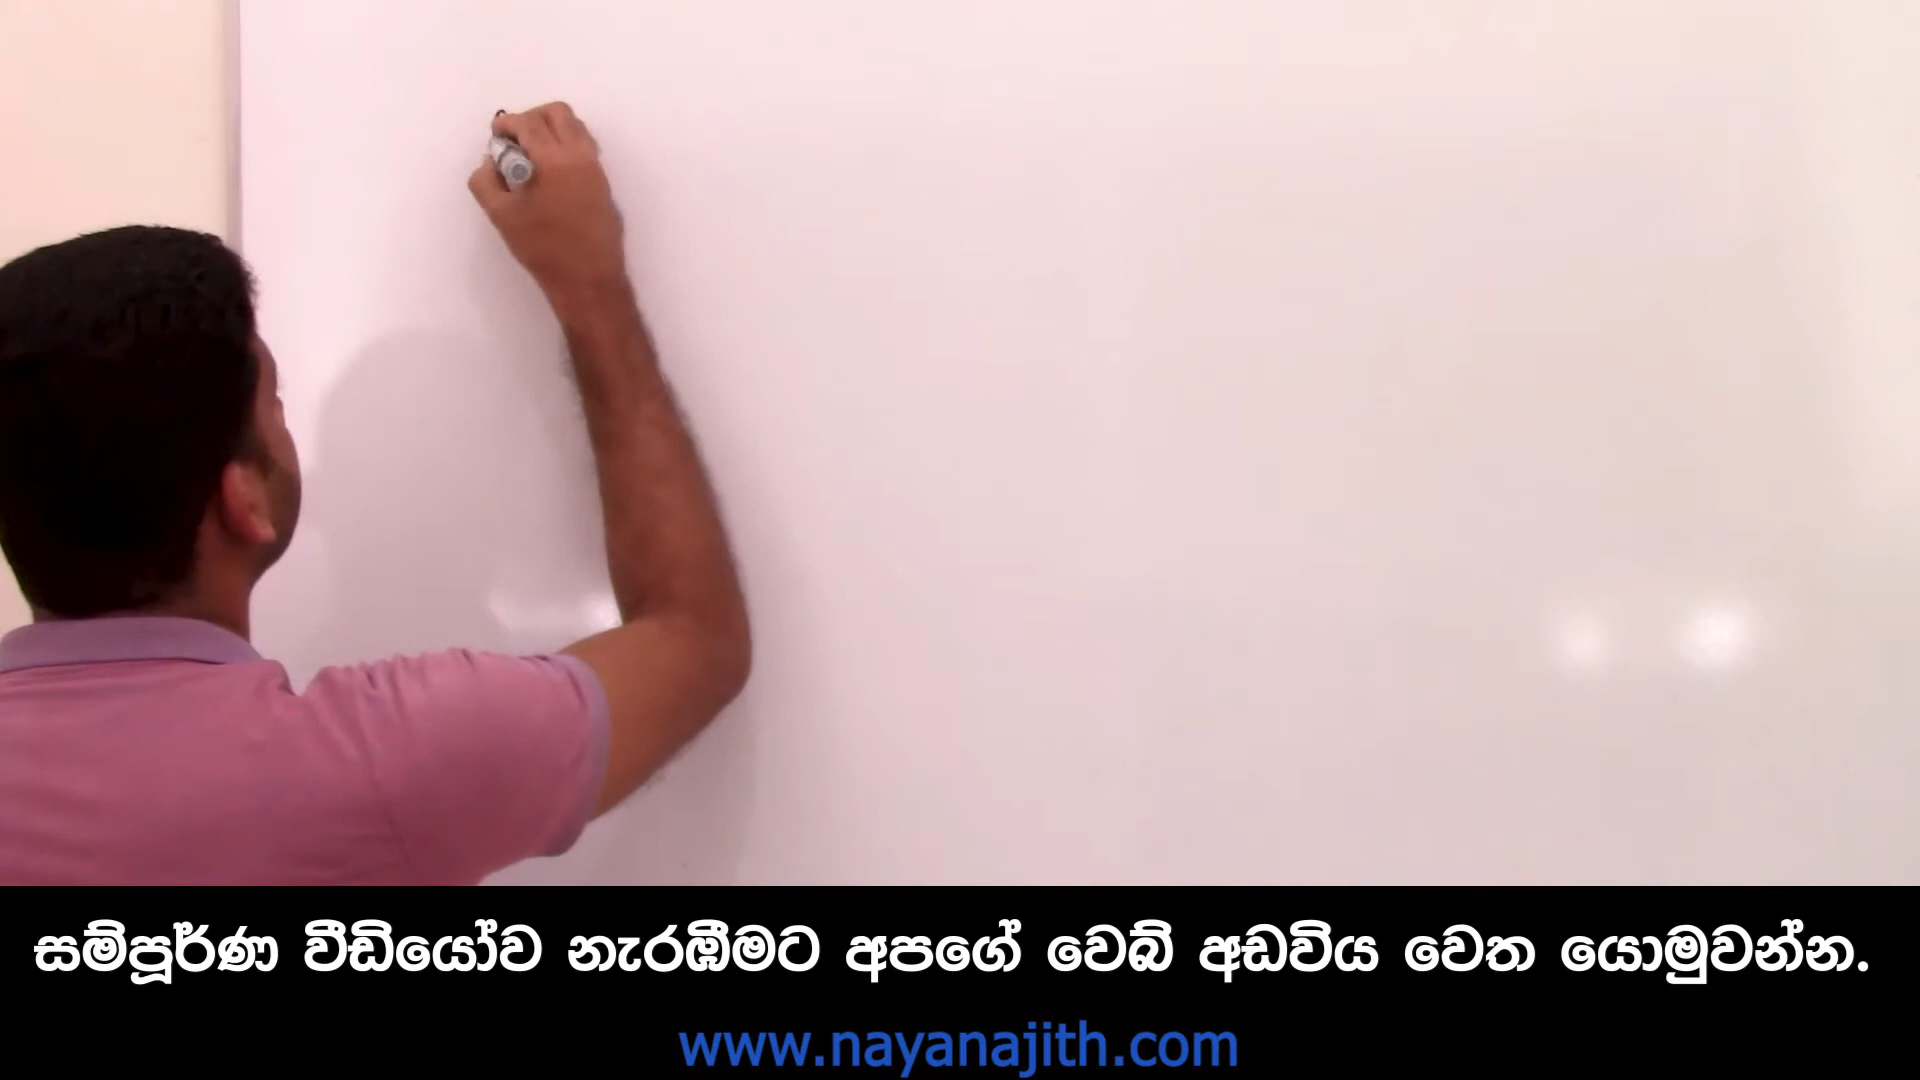 සම්පූර්ණ වීඩියෝව නැරඹීමට අපගේ වෙබ් අඩවිය වෙත යොමුවන්න.
www.nayanajith.com